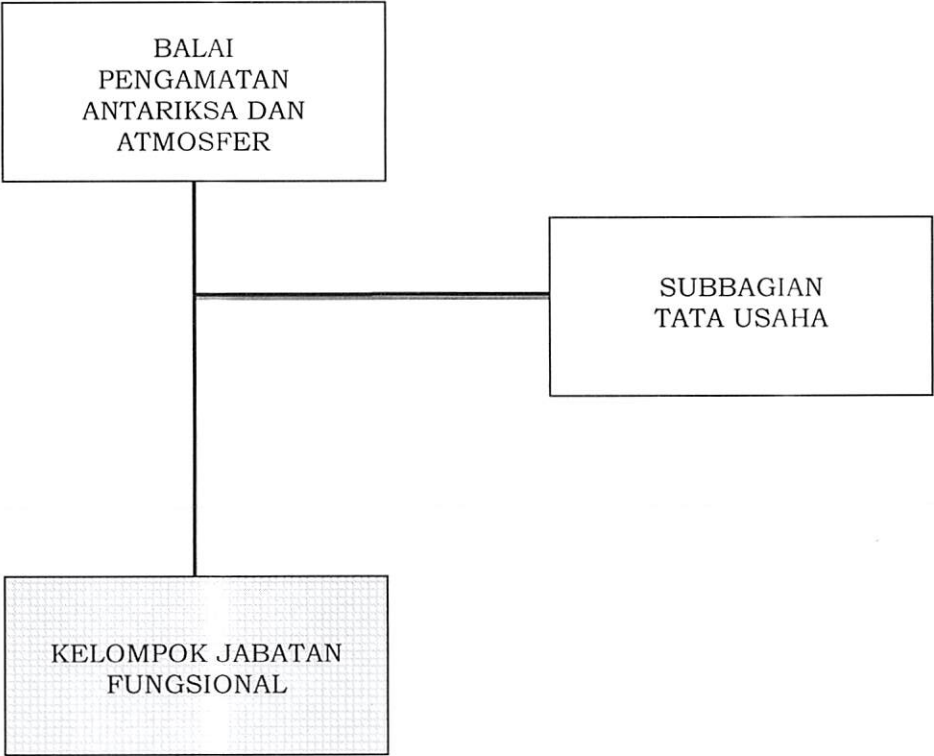 BALAI
PENGAMATAN
ANTARIKSA DAN
ATMOSFER
SUBBAGIAN
TATA USAHA
KELOMPOK JABATAN
FUNGSIONAL